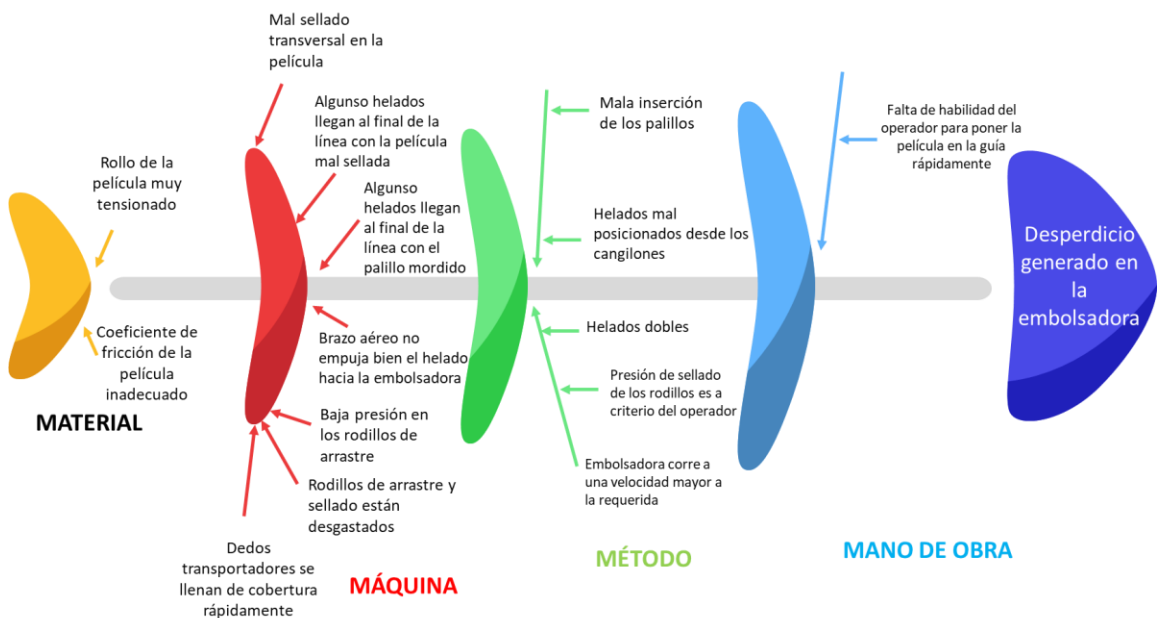 Rollo de la
película muy
tensionado
Coeficiente de
fricción de la
película
inadecuado
MATERIAL
Mal sellado
transversal en la
película
Algunso helados
llegan al final de la
línea con la película
mal sellada
Algunso
helados llegan
al final de la
línea con el
palillo mordido
Brazo aéreo no
empuja bien el helado
hacia la embolsadora
Baja presión en
los rodillos de
arrastre
Rodillos de arrastre y
sellado están
desgastados
Dedos
transportadores se
llenan de cobertura
rápidamente
MÁQUINA
Mala inserción
de los palillos
Helados mal
posicionados desde los
cangilones
Helados dobles
Presión de sellado
de los rodillos es a
criterio del operador
Embolsadora corre a
una velocidad mayor a
la requerida
MÉTODO
Falta de habilidad del
operador para poner la
película en la guía
rápidamente
MANO DE OBRA
Desperdicio
generado en
la
embolsadora